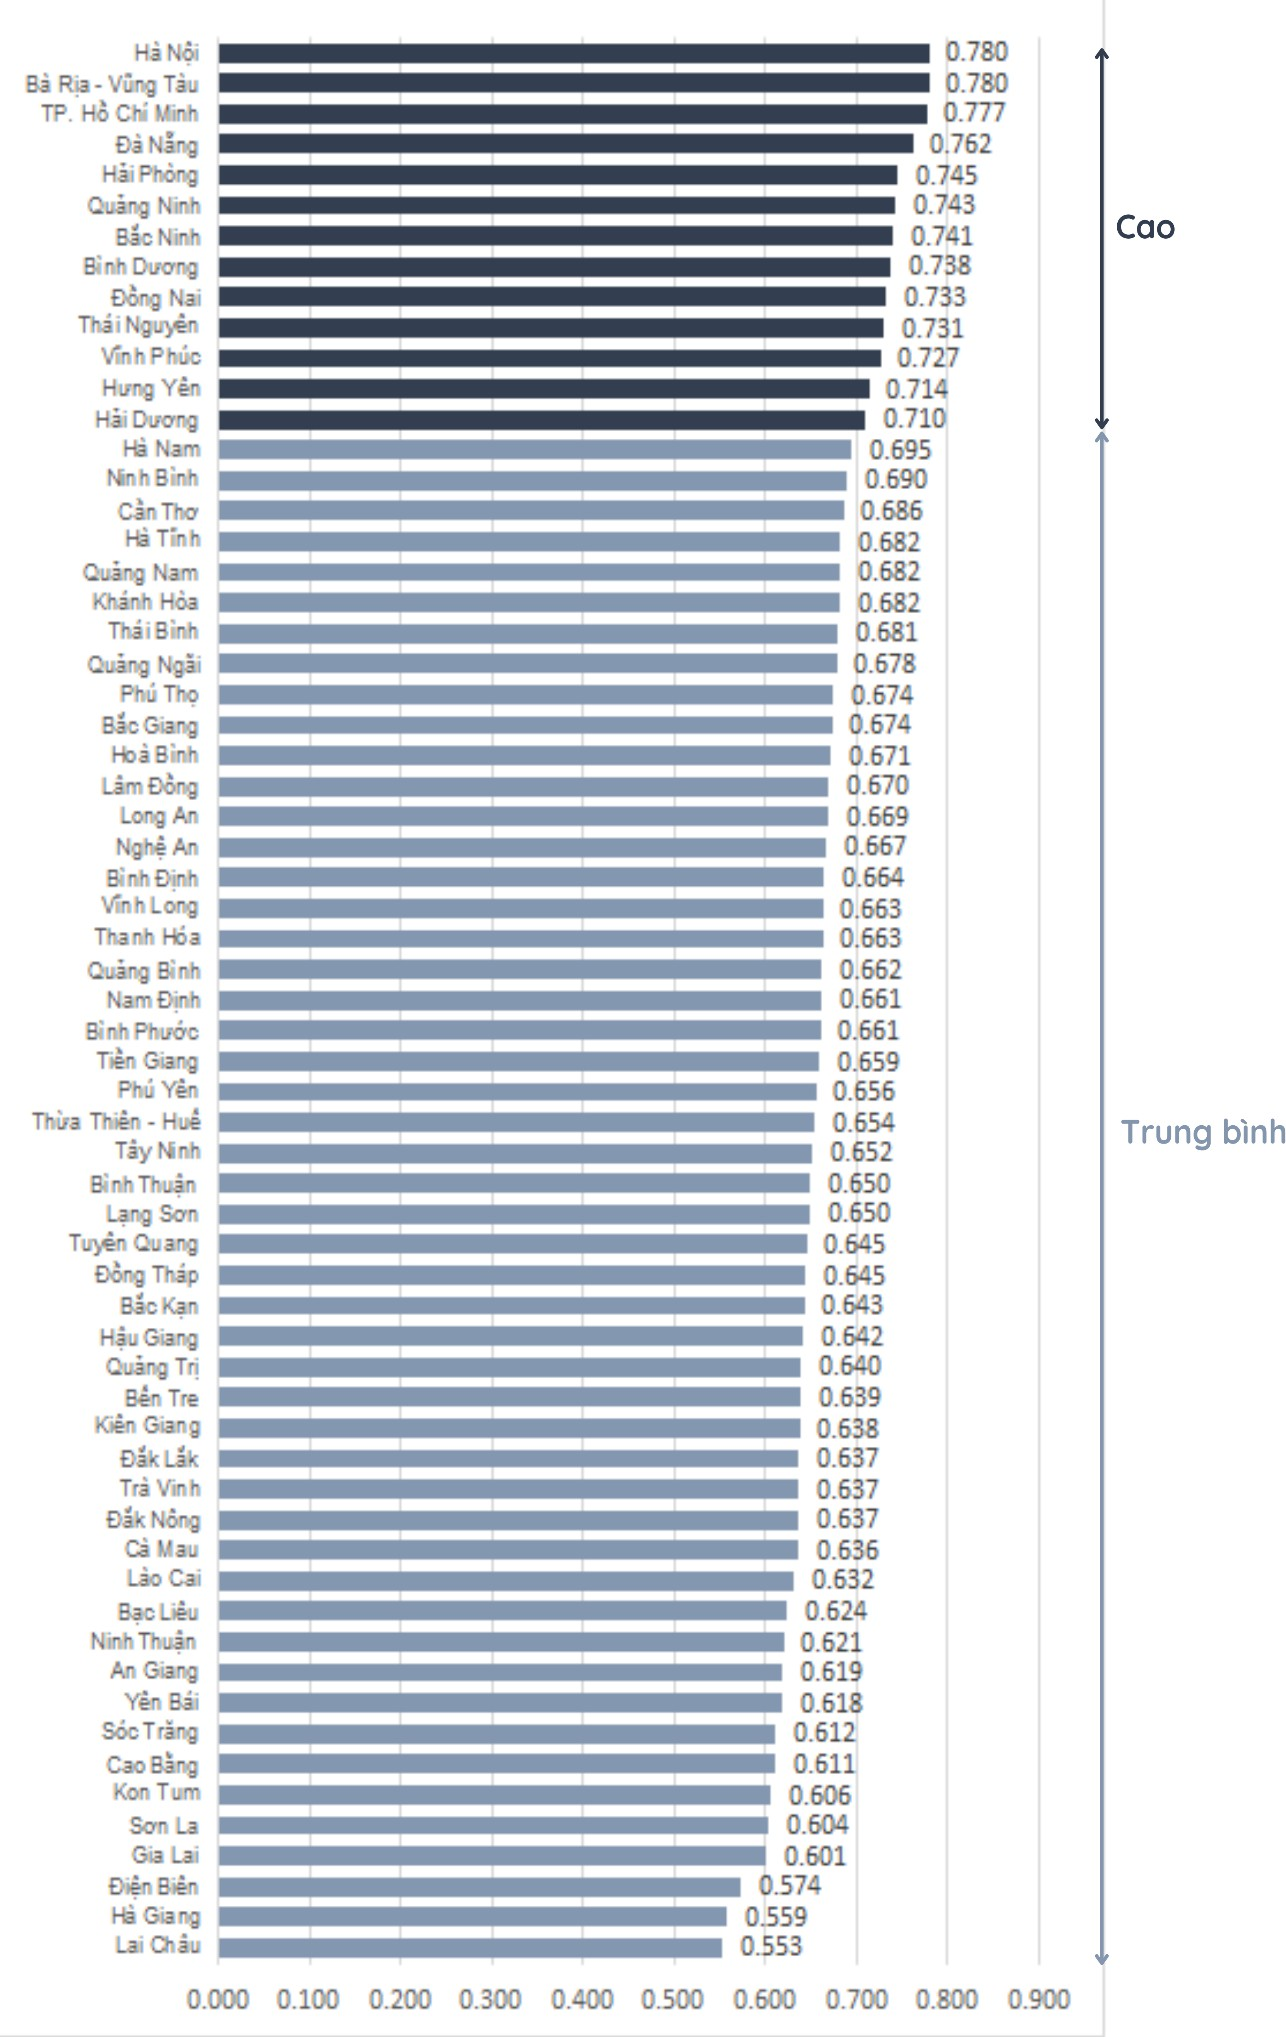 Hà Nội 0.780
Bà Rịa - Vũng Tàu 0.780
TP. Hồ Chí Minh 0.777
Đà Nẵng 0.762
Hải Phòng 0.745
Quảng Ninh 0.743
Cao
Bắc Ninh 0.741
Bình Dương 0.738
Đồng Nai 0.733
Thái Nguyên 0.731
Vĩnh Phúc 0.727
Hưng Yên 0.714
Hải Dương 0.710
Hà Nam 0.695
Ninh Bình 0.690
Cần Thơ 0.686
Hà Tĩnh 0.682
Quảng Nam 0.682
Khánh Hòa 0.682
Thái Bình 0.681
Quảng Ngãi 0.678
Phú Thọ 0.674
Bắc Giang 0.674
Hoà Bình 0.671
Lâm Đồng 0.670
Long An 0.669
Nghệ An 0.667
Bình Định 0.664
Vĩnh Long 0.663
Thanh Hóa 0.663
Quảng Bình 0.662
Nam Định 0.661
Bình Phước 0.661
Tiền Giang 0.659
Phú Yên 0.656
Thừa Thiên - Huế 0.654
Trung bình
Tây Ninh 0.652
Bình Thuận 0.650
Lạng Sơn 0.650
Tuyên Quang 0.645
Đồng Tháp 0.645
Bắc Kạn 0.643
Hậu Giang 0.642
Quảng Trị 0.640
Bến Tre 0.639
Kiên Giang 0.638
Đắk Lắk 0.637
Trà Vinh 0.637
Đắk Nông 0.637
Cà Mau 0.636
Lào Cai 0.632
Bạc Liêu 0.624
Ninh Thuận 0.621
An Giang 0.619
Yên Bái 0.618
Sóc Trăng 0.612
Cao Bằng 0.611
Kon Tum 0.606
Sơn La 0.604
Gia Lai 0.601
Điện Biên 0.574
Hà Giang 0.559
Lai Châu 0.553
0.000 0.100 0.200 0.300 0.400 0.500 0.600 0.700 0.800 0.900